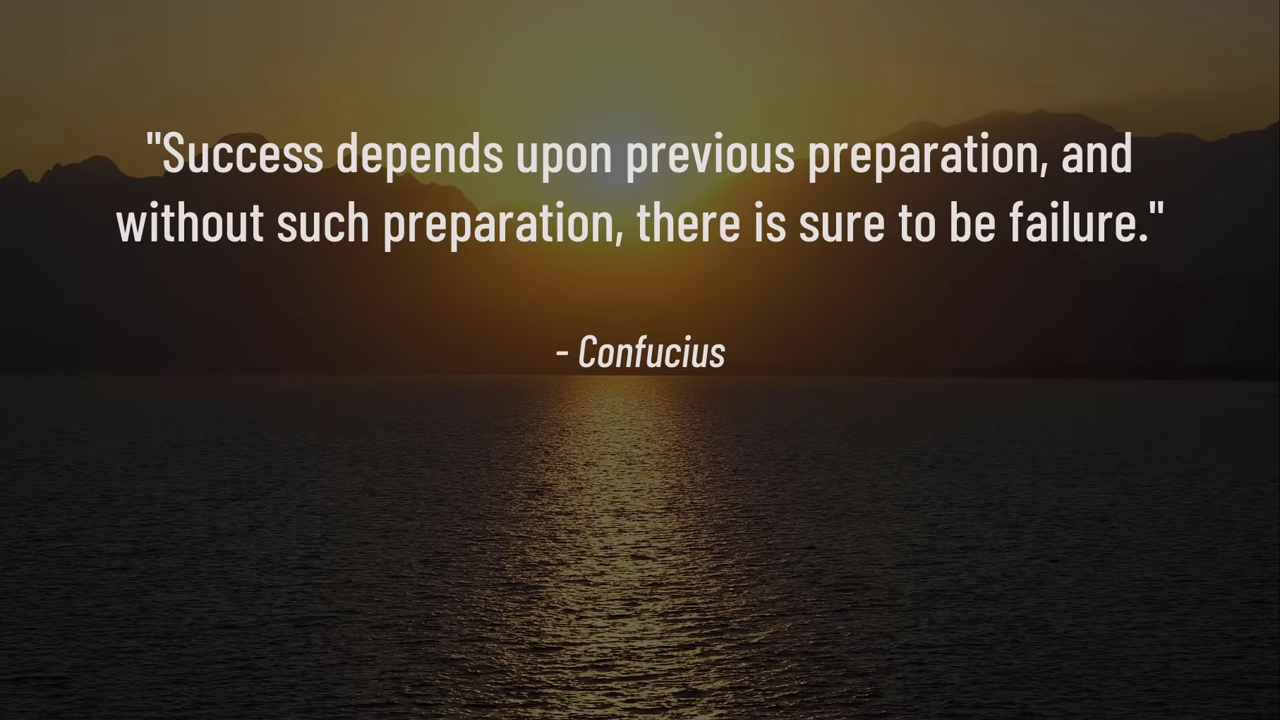 "Success depends upon previous preparation, and
without such preparation, there is sure to be failure."
- Confucius